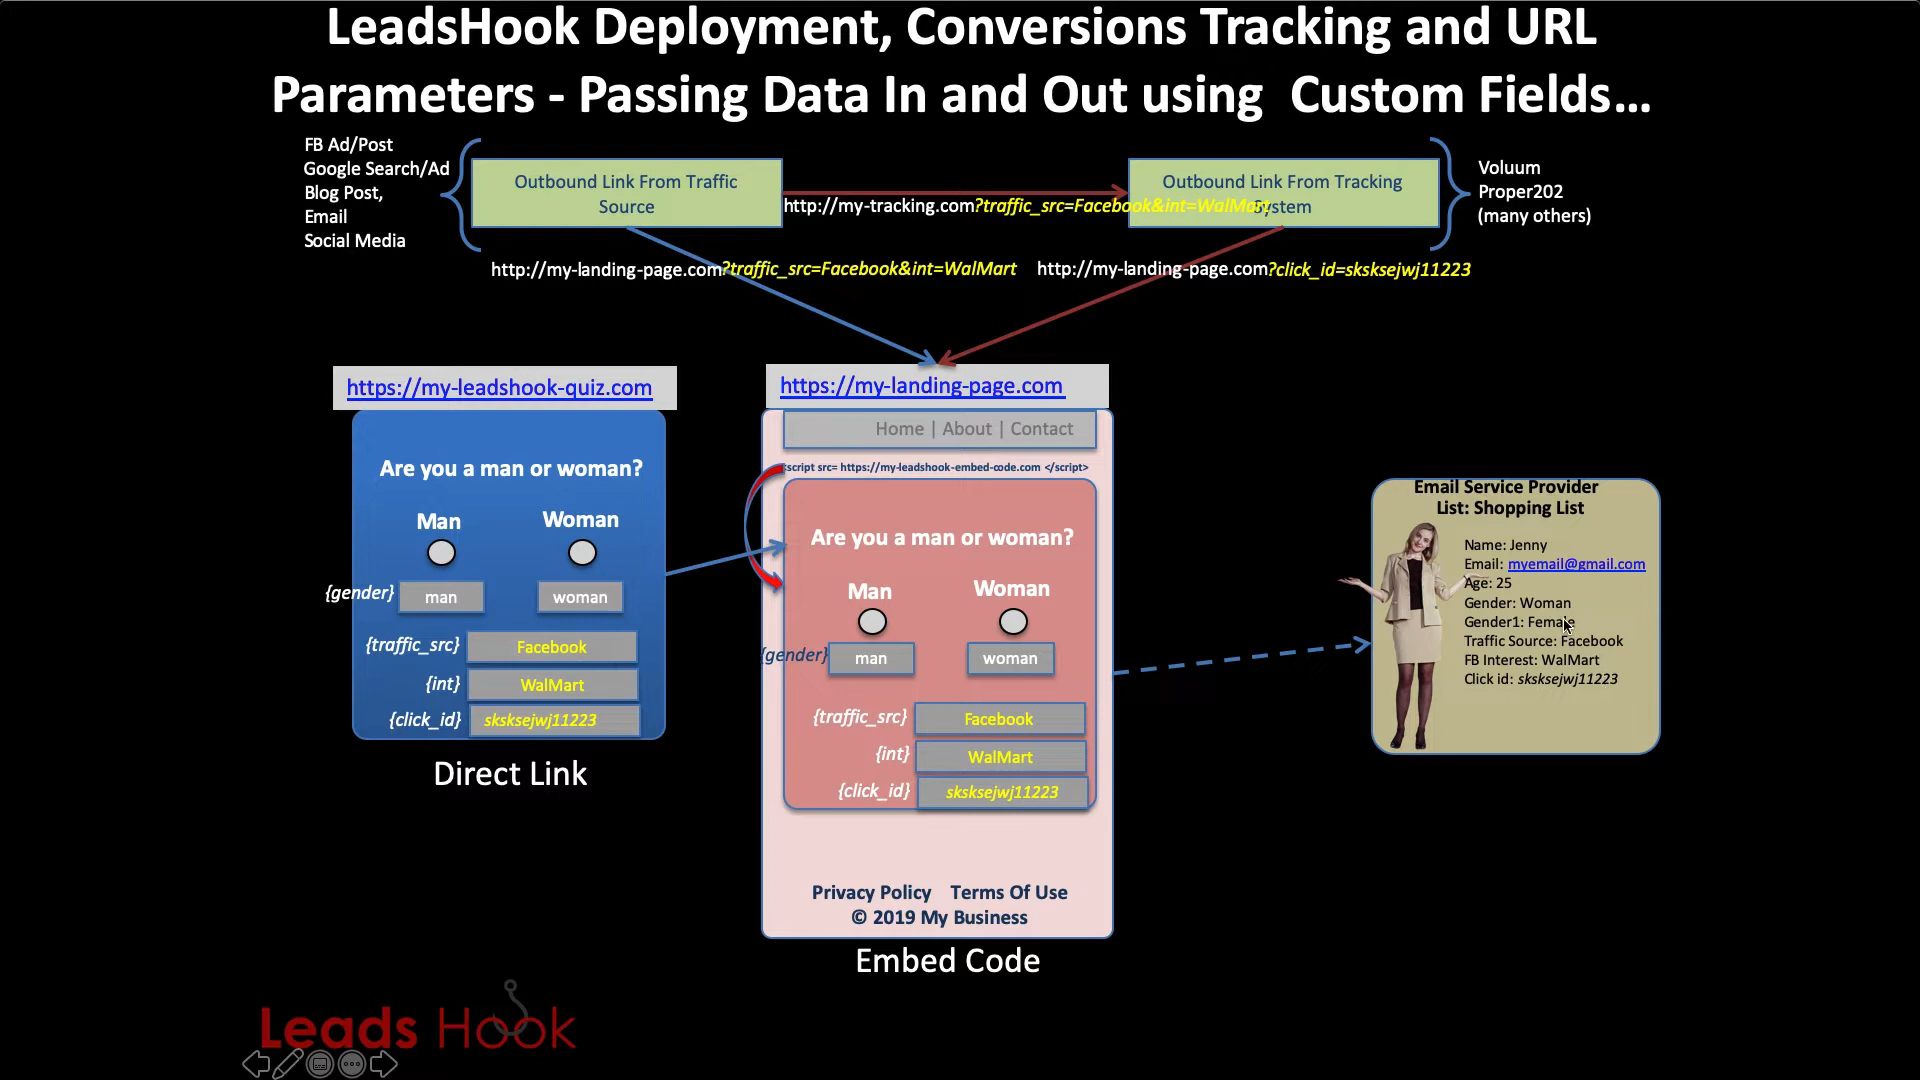 LeadsHook Deployment, Conversions Tracking and URL
Parameters - Passing Data In and Out using Custom Fields...
FB Ad/Post
Google Search/Ad
Blog Post,
Email
Social Media
Outbound Link From Traffic
Source
http://my-tracking.com?traffic_src=Facebook&int=WalMart
Outbound Link From Tracking
System
Voluum
Proper202
(many others)
http://my-landing-page.com?traffic_src=Facebook&int=WalMart
http://my-landing-page.com?click_id=sksksejwj11223
https://my-leadshook-quiz.com
Are you a man or woman?
Man Woman
{gender} man woman
{traffic_src} Facebook
{int} WalMart
{click_id} sksksejwj11223
Direct Link
https://my-landing-page.com
Home | About | Contact
script src= https://my-leadshook-embed-code.com </script>
Are you a man or woman?
Man Woman
{gender} man woman
{traffic_src} Facebook
{int} WalMart
{click_id} sksksejwj11223
Privacy Policy Terms Of Use
© 2019 My Business
Embed Code
Email Service Provider
List: Shopping List
Name: Jenny
Email: myemail@gmail.com
Age: 25
Gender: Woman
Gender1: Female
Traffic Source: Facebook
FB Interest: WalMart
Click id: sksksejwj11223
Leads Hook